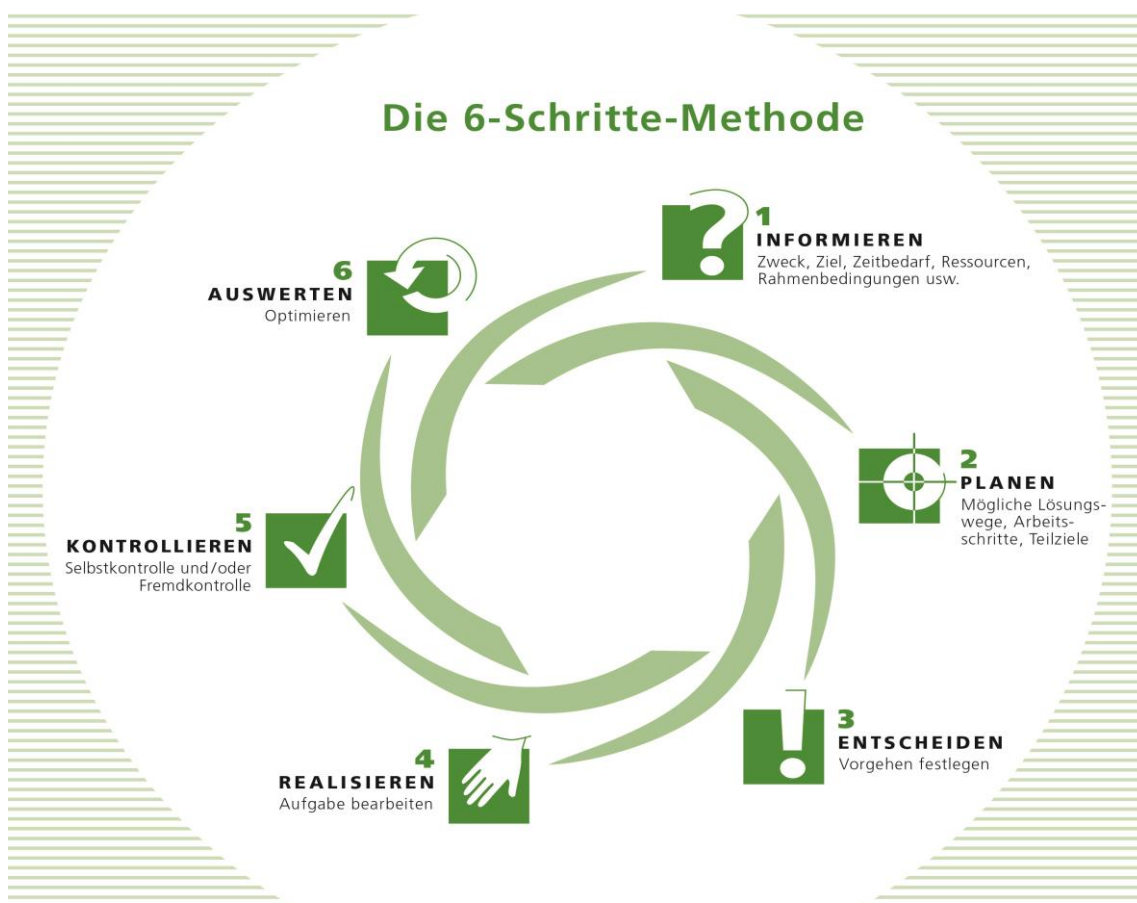 Die 6-Schritte-Methode
1
INFORMIEREN
Zweck, Ziel, Zeitbedarf, Ressourcen,
Rahmenbedingungen usw.
2
PLANEN
Mögliche Lösungs-
wege, Arbeits-
schritte, Teilziele
3
ENTSCHEIDEN
Vorgehen festlegen
4
REALISIEREN
Aufgabe bearbeiten
5
KONTROLLIEREN
Selbstkontrolle und/oder
Fremdkontrolle
6
AUSWERTEN
Optimieren